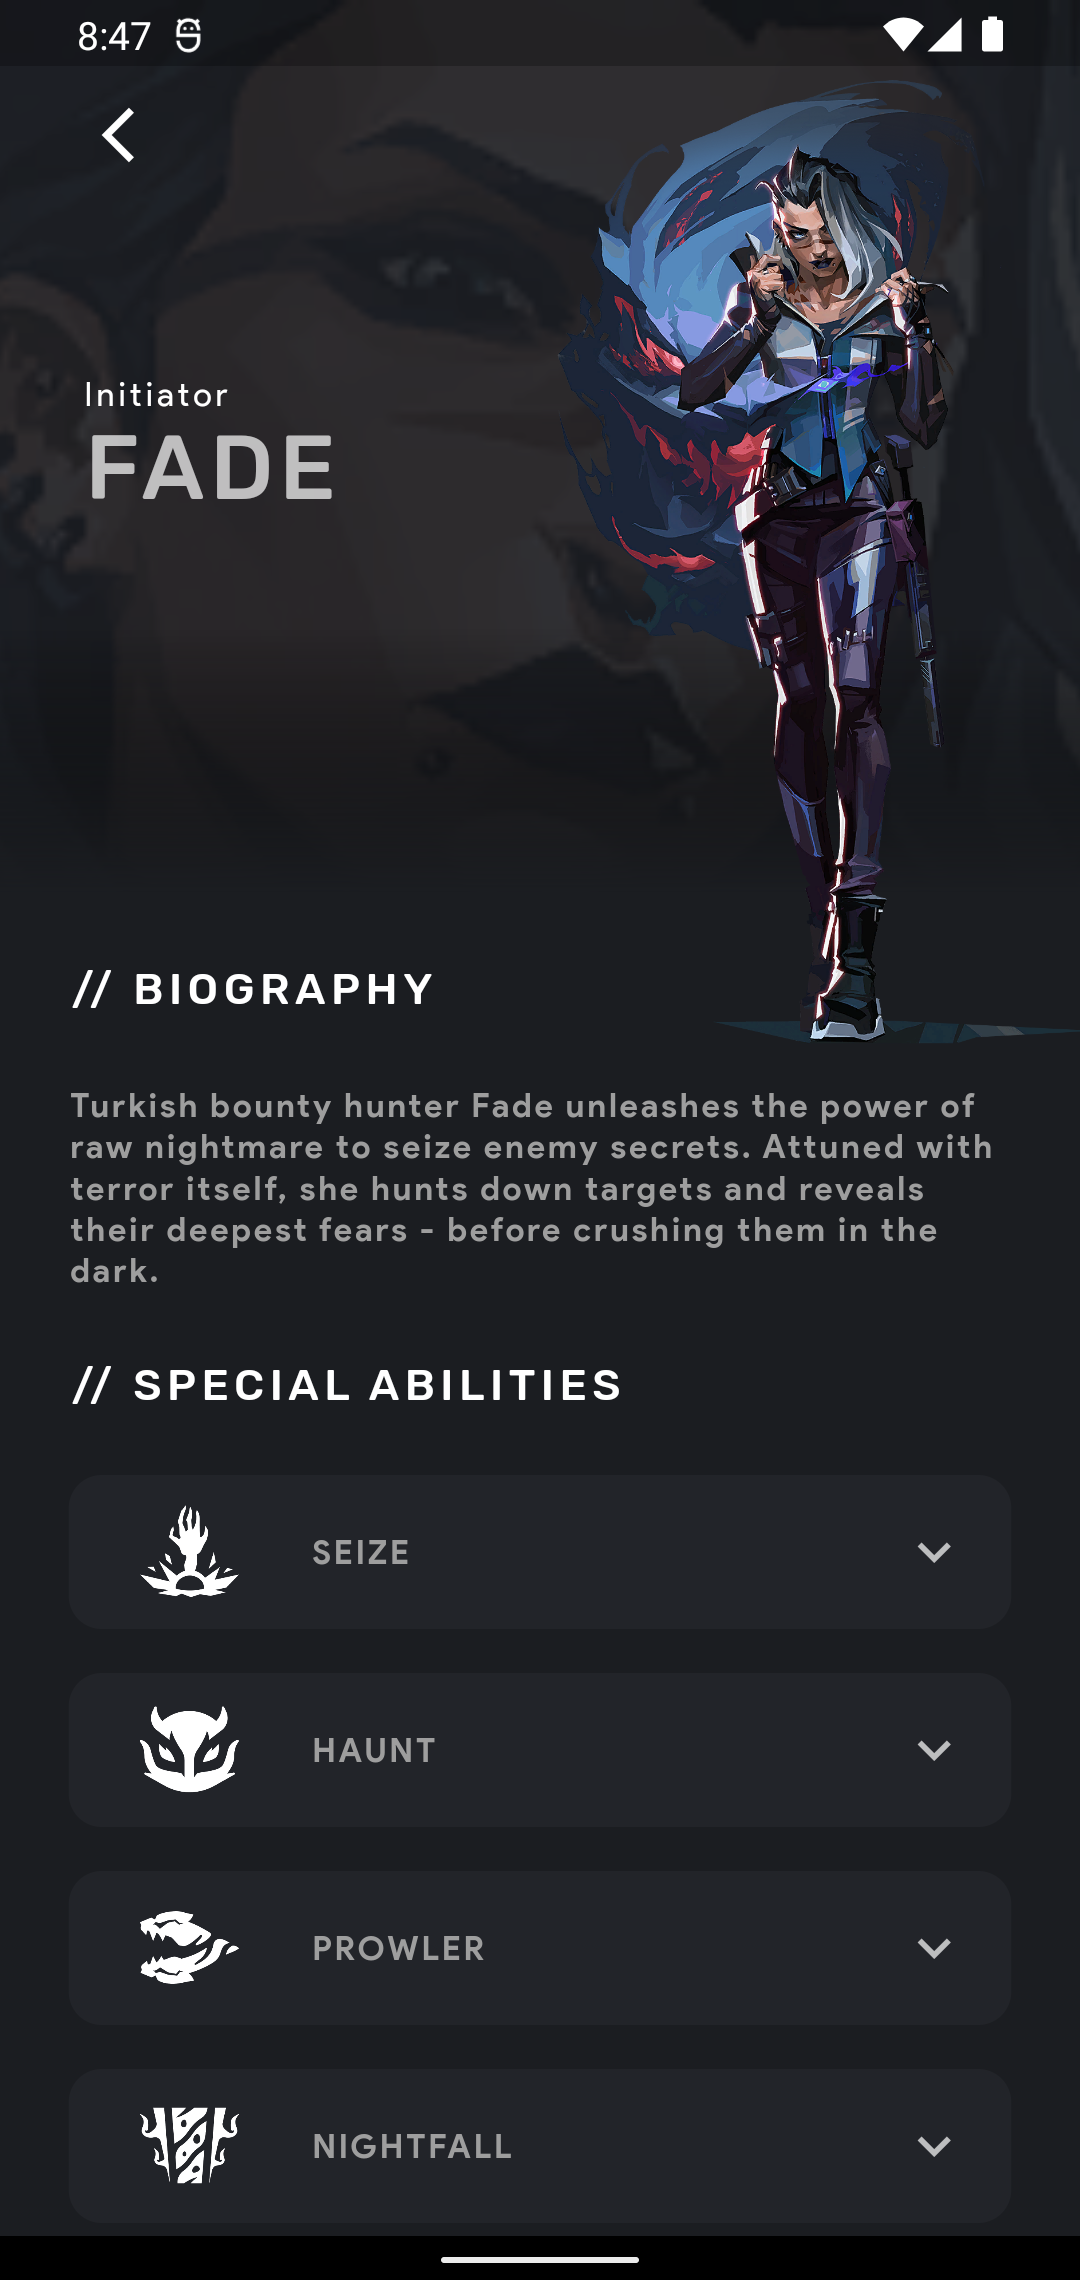 8:47
Initiator
FADE
// BIOGRAPHY
Turkish bounty hunter Fade unleashes the power of
raw nightmare to seize enemy secrets. Attuned with
terror itself, she hunts down targets and reveals
their deepest fears - before crushing them in the
dark.
// SPECIAL ABILITIES
SEIZE
HAUNT
PROWLER
NIGHTFALL